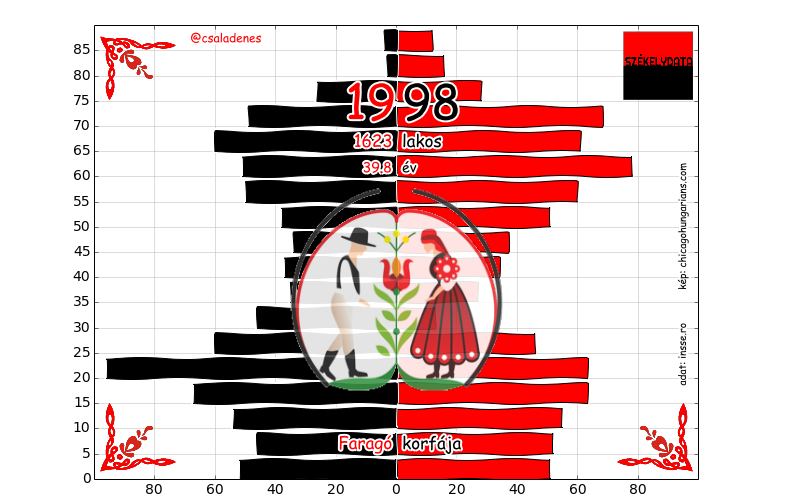 @csaladenes
SZÉKELYDATA
1998
1623 lakos
39.8 év
kép: chicagohungarians.com
adat: insse.ro
Faragó korfája
85
80
75
70
65
60
55
50
45
40
35
30
25
20
15
10
5
0
80 60 40 20 0 20 40 60 80